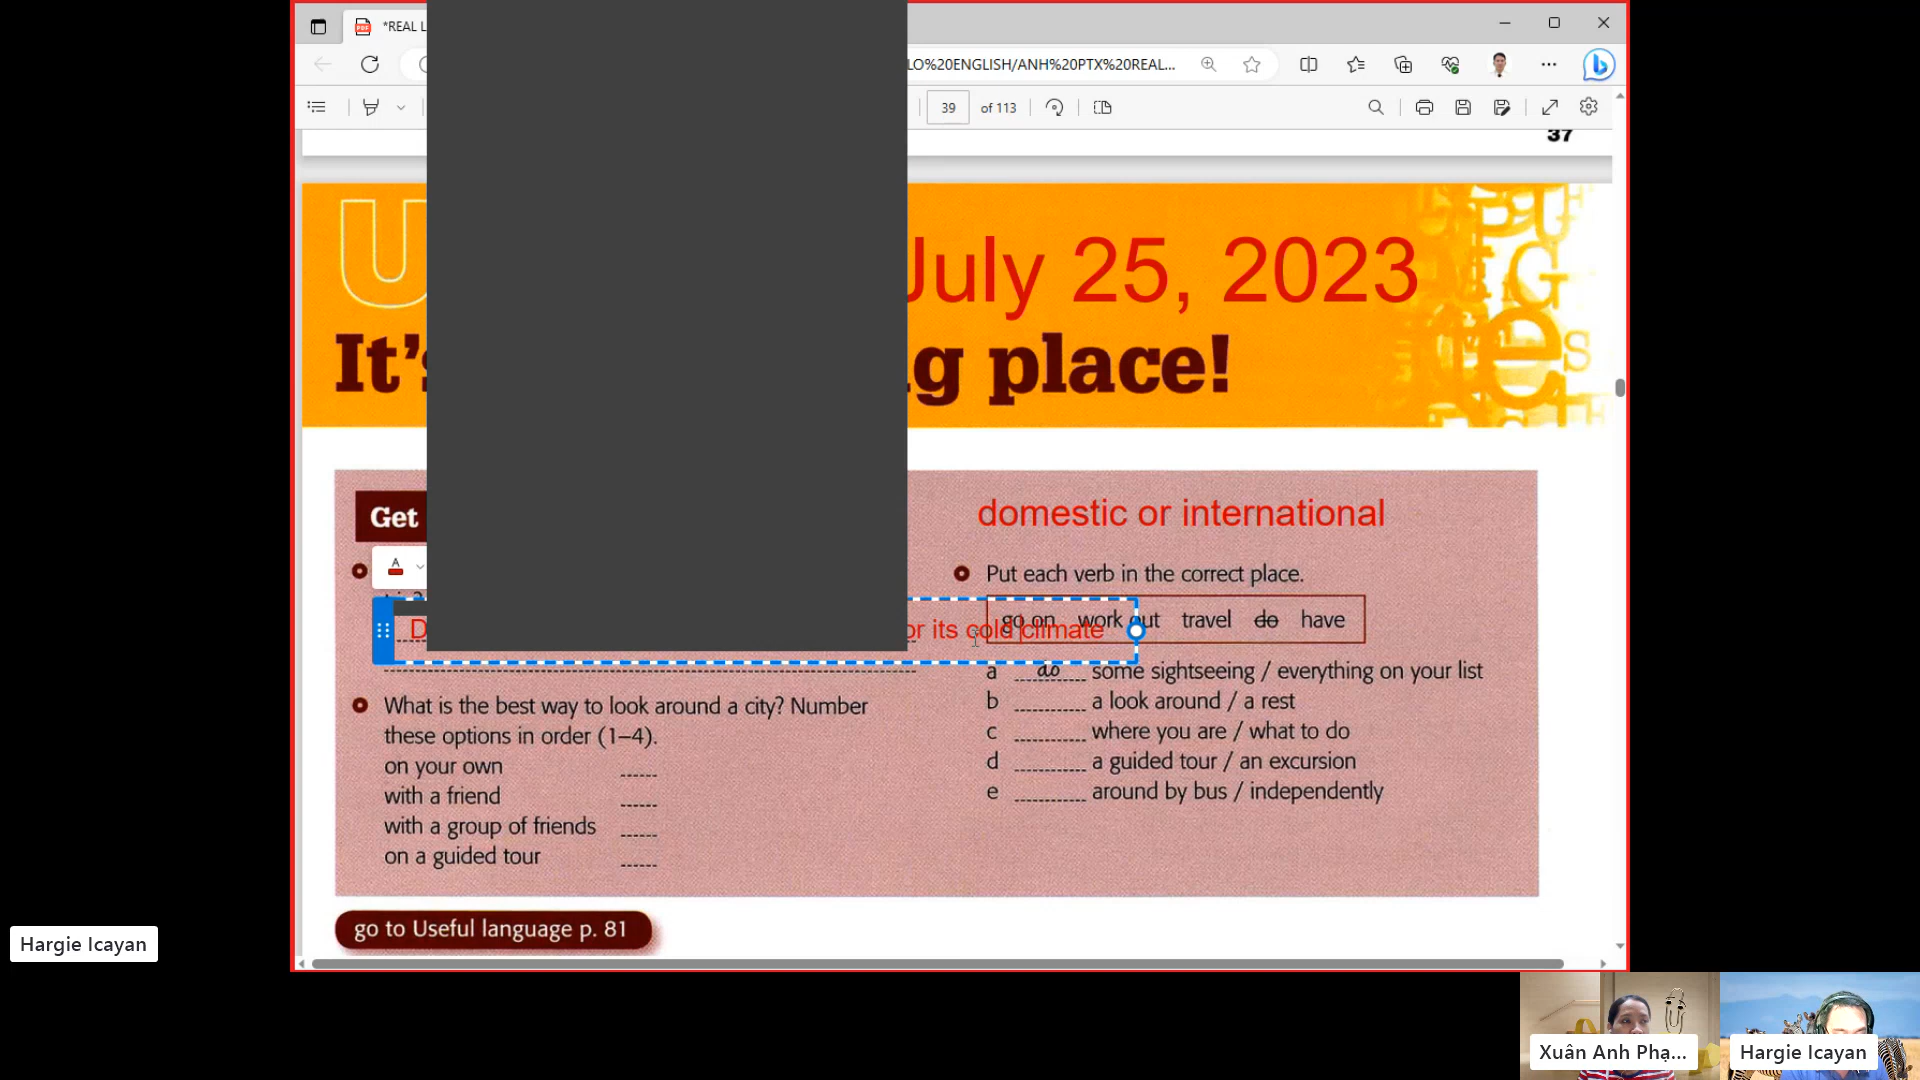 *REAL L
LO%20ENGLISH/ANH%20PTX%20REAL...
39 of 113
37
U
July 25, 2023
It's
ng place!
Get
domestic or international
Put each verb in the correct place.
go on work out travel do have
D
or its cold climate
a do some sightseeing / everything on your list
b a look around / a rest
c where you are / what to do
d a guided tour / an excursion
e around by bus / independently
What is the best way to look around a city? Number
these options in order (1–4).
on your own
with a friend
with a group of friends
on a guided tour
go to Useful language p. 81
Hargie Icayan
Xuân Anh Phạ...
Hargie Icayan